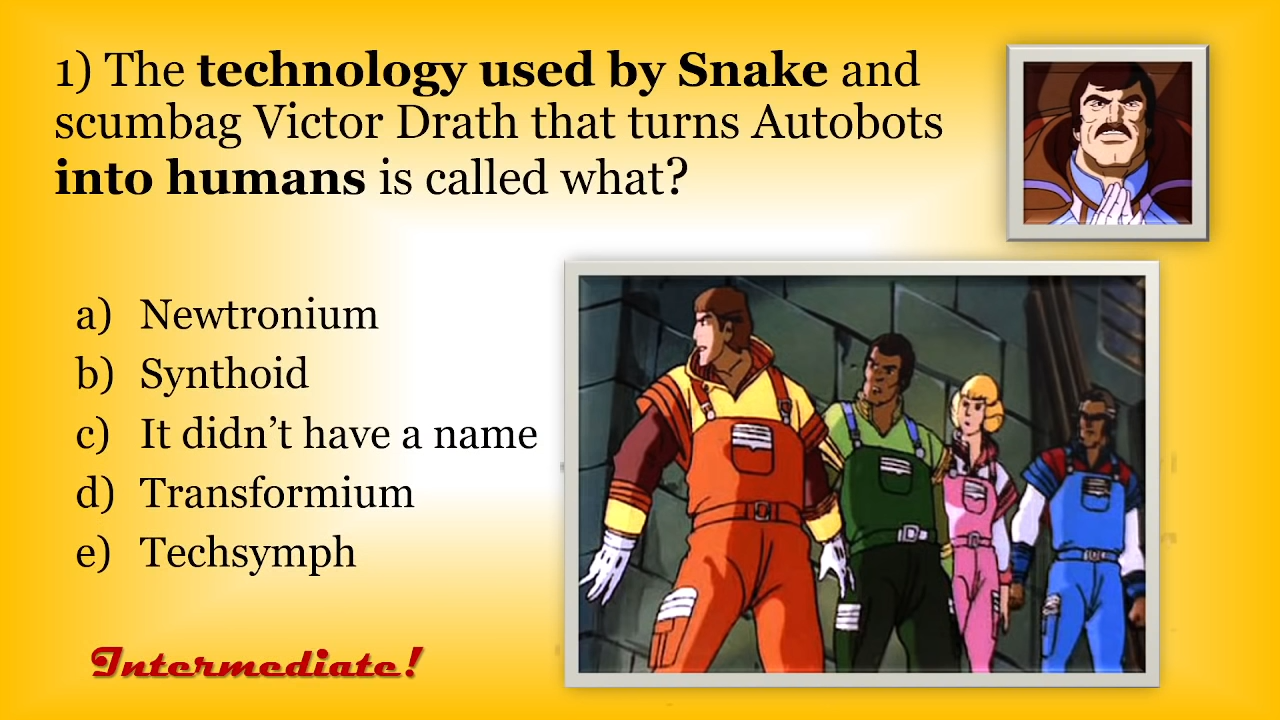 1) The technology used by Snake and
scumbag Victor Drath that turns Autobots
into humans is called what?
a) Newtronium
b) Synthoid
c) It didn’t have a name
d) Transformium
e) Techsymph
Intermediate!